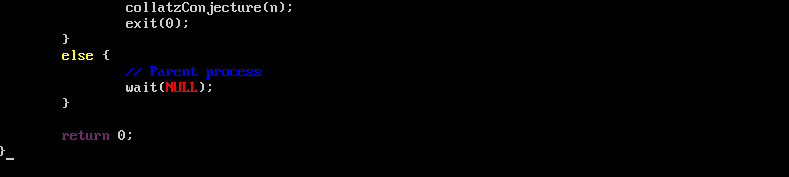 collatzConjecture(n);
exit(0);
}
else {
// Parent process
wait(NULL);
}
return 0;
}_